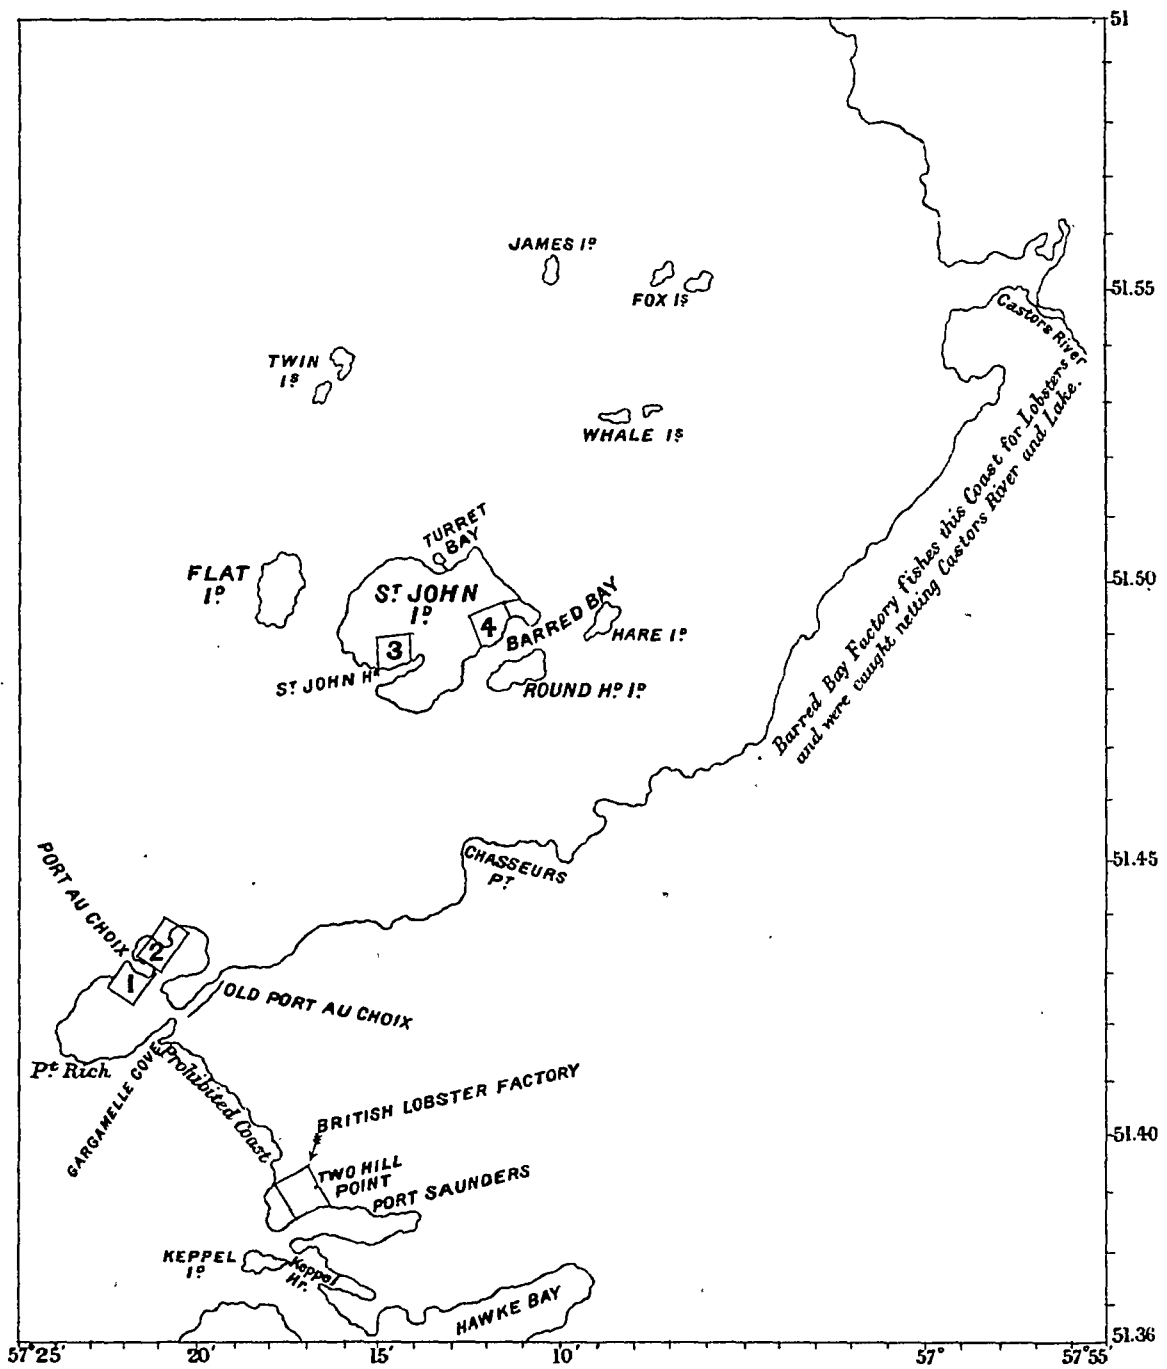 51
JAMES Iᴰ
51.55
FOX Iˢ
Castors River
TWIN
Iˢ
WHALE Iˢ
Barred Bay Factory fishes this Coast for Lobsters
and were caught netting Castors River and Lake.
TURRET
BAY
FLAT
Iᴰ
51.50
Sᵀ JOHN
Iᴰ
4
BARRED BAY
HARE Iᴰ
3
Sᵀ JOHN Hᴿ
ROUND Hᴰ Iᴰ
51.45
CHASSEURS
Pᵀ
PORT AU CHOIX
2
1
OLD PORT AU CHOIX
Pᵗ Rich
GARGAMELLE COVE
Prohibited Coast
BRITISH LOBSTER FACTORY
51.40
TWO HILL
POINT
PORT SAUNDERS
KEPPEL
Iᴰ
Keppel
Hr.
HAWKE BAY
51.36
57°25′ 20′ 15′ 10′ 57° 57°55